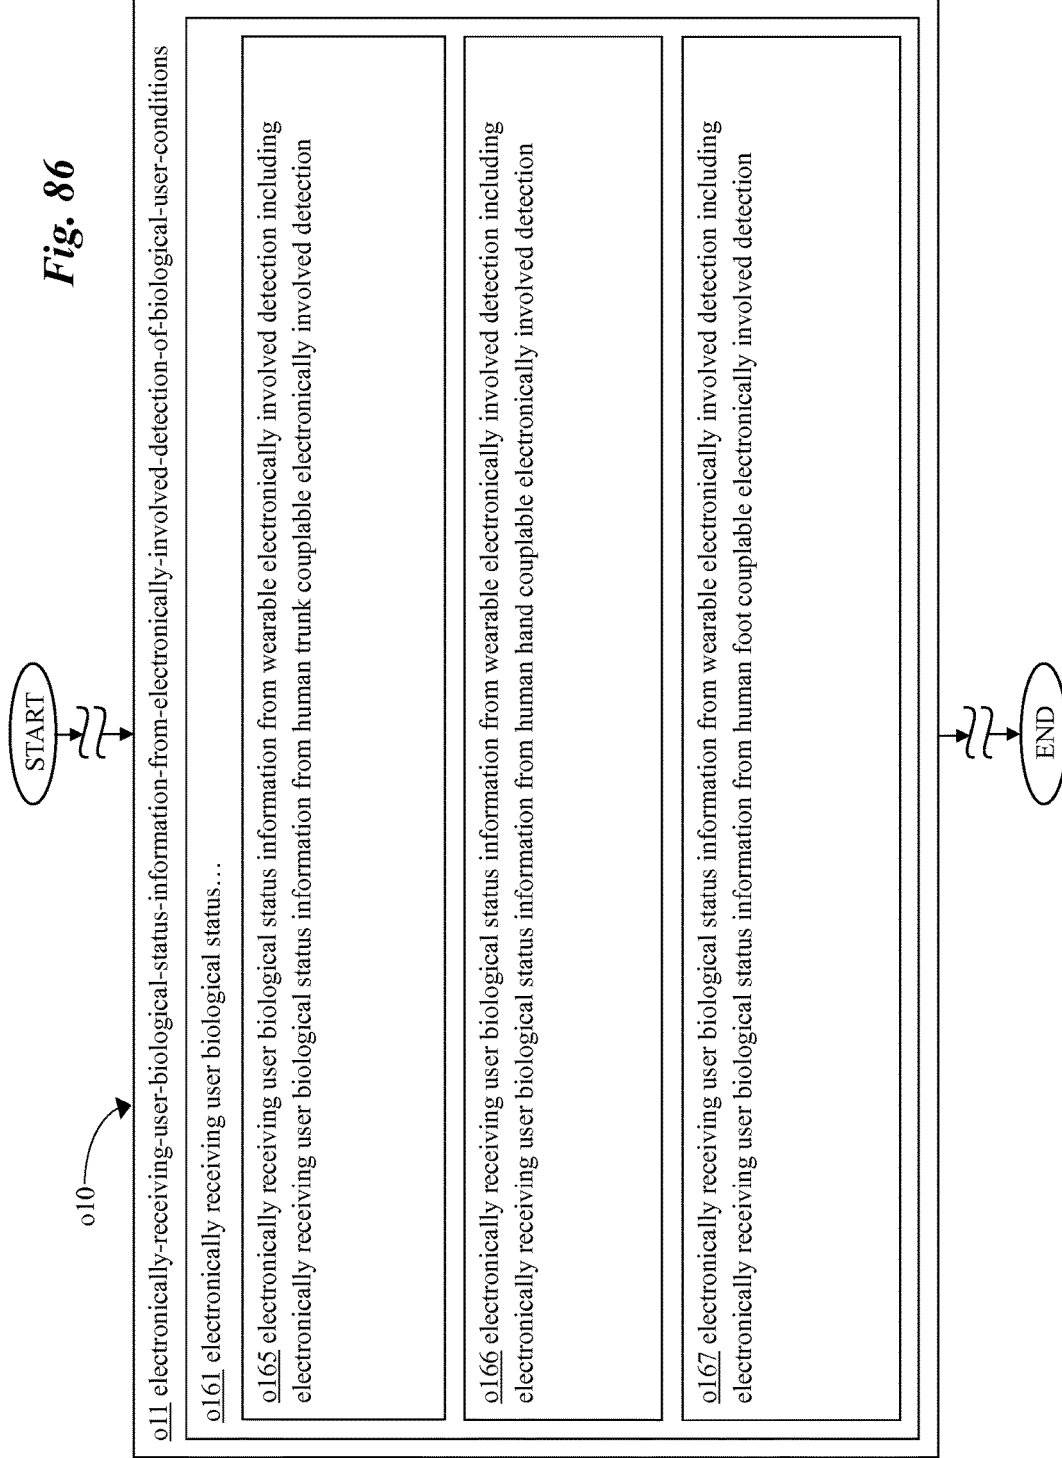 Fig. 86
START
o10
o11 electronically-receiving-user-biological-status-information-from-electronically-involved-detection-of-biological-user-conditions
o161 electronically receiving user biological status…
o165 electronically receiving user biological status information from wearable electronically involved detection including
electronically receiving user biological status information from human trunk couplable electronically involved detection
o166 electronically receiving user biological status information from wearable electronically involved detection including
electronically receiving user biological status information from human hand couplable electronically involved detection
o167 electronically receiving user biological status information from wearable electronically involved detection including
electronically receiving user biological status information from human foot couplable electronically involved detection
END